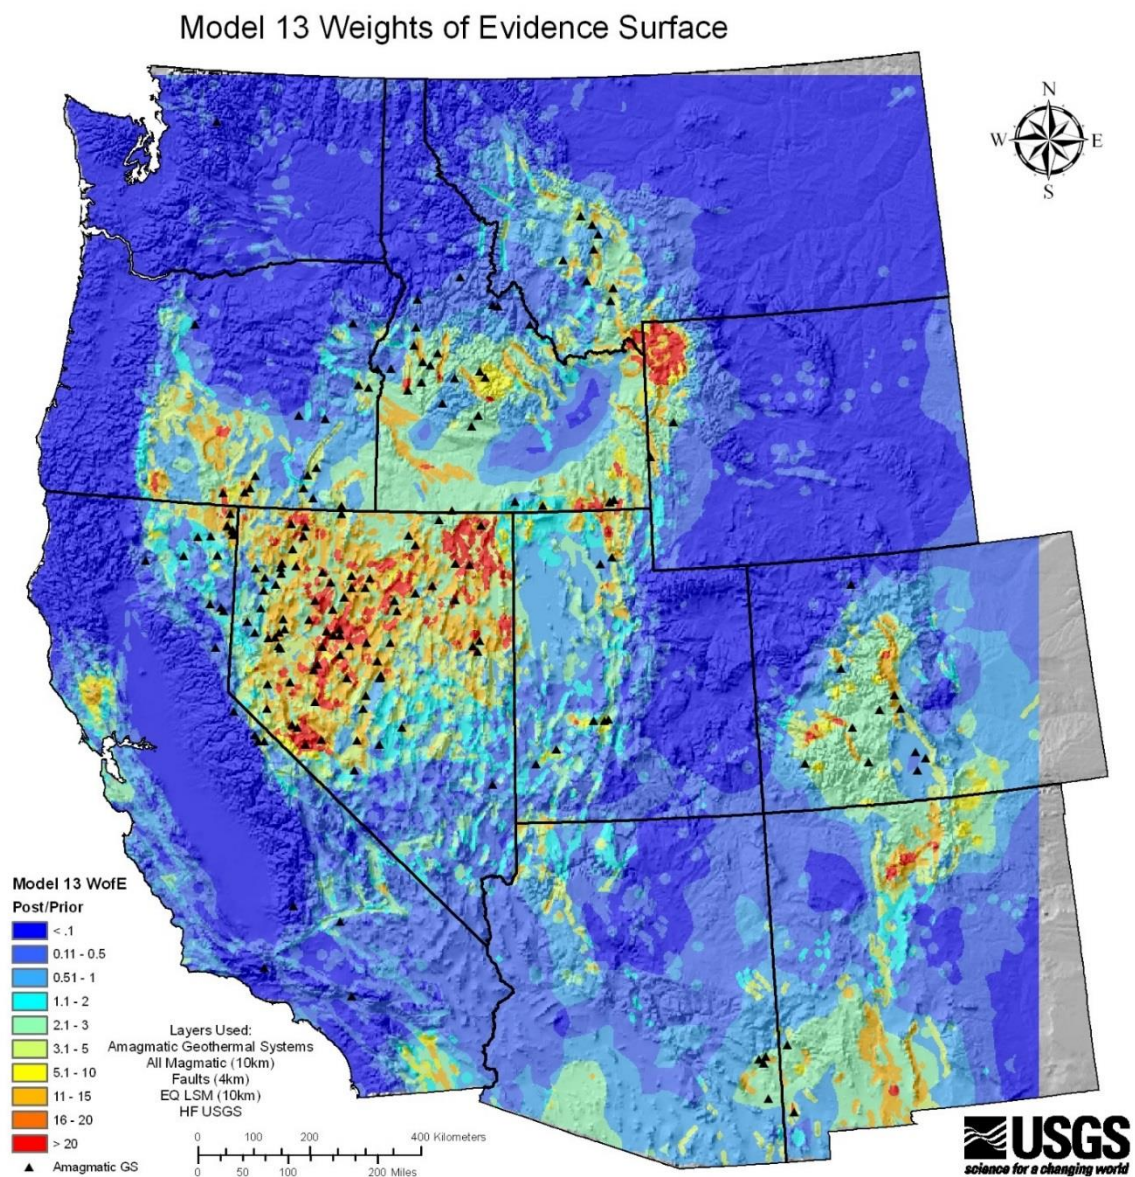 Model 13 Weights of Evidence Surface
N
W E
S
Model 13 WofE
Post/Prior
< .1
0.11 - 0.5
0.51 - 1
1.1 - 2
2.1 - 3
3.1 - 5
5.1 - 10
11 - 15
16 - 20
> 20
Amagmatic GS
Layers Used:
Amagmatic Geothermal Systems
All Magmatic (10km)
Faults (4km)
EQ LSM (10km)
HF USGS
0 100 200 400 Kilometers
0 50 100 200 Miles
USGS
science for a changing world